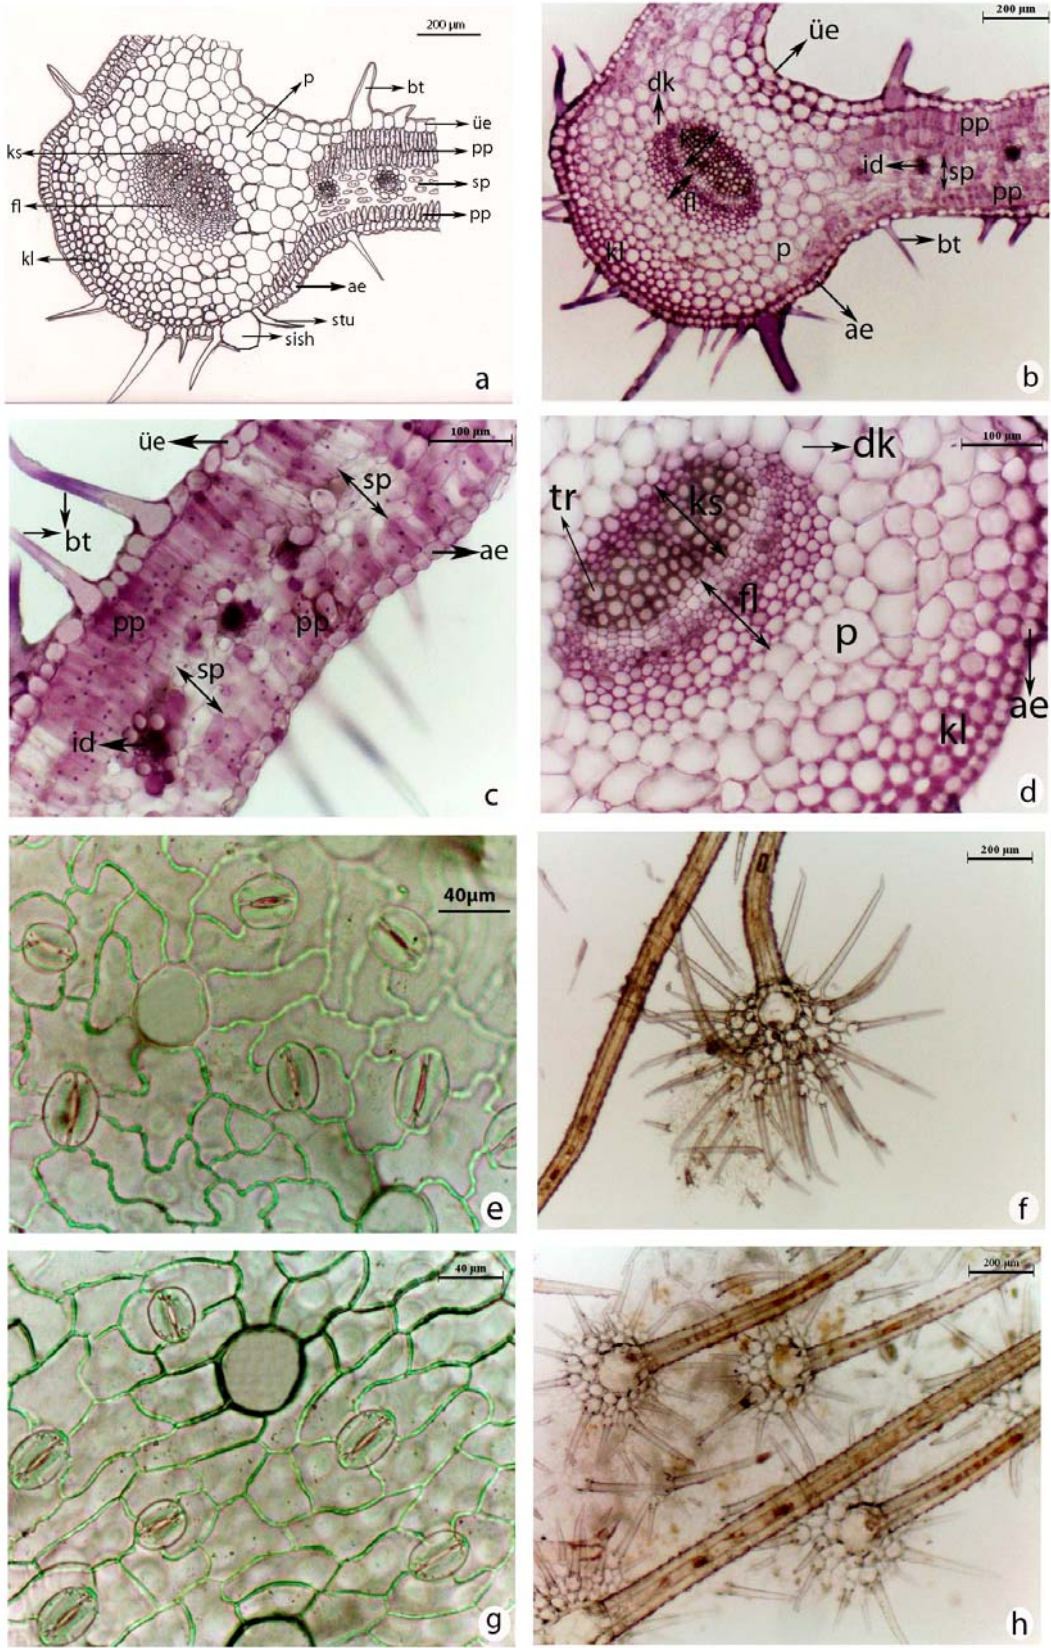 200 µm
p
bt
üe
ks
pp
sp
fl
pp
kl
ae
stu
sish
a
200 µm
üe
dk
ks
pp
id
sp
fl
pp
kl
p
bt
ae
b
üe
100 µm
sp
bt
ae
pp
pp
sp
id
c
dk
100 µm
ks
tr
fl
p
ae
kl
d
40µm
e
200 µm
f
40 µm
g
200 µm
h